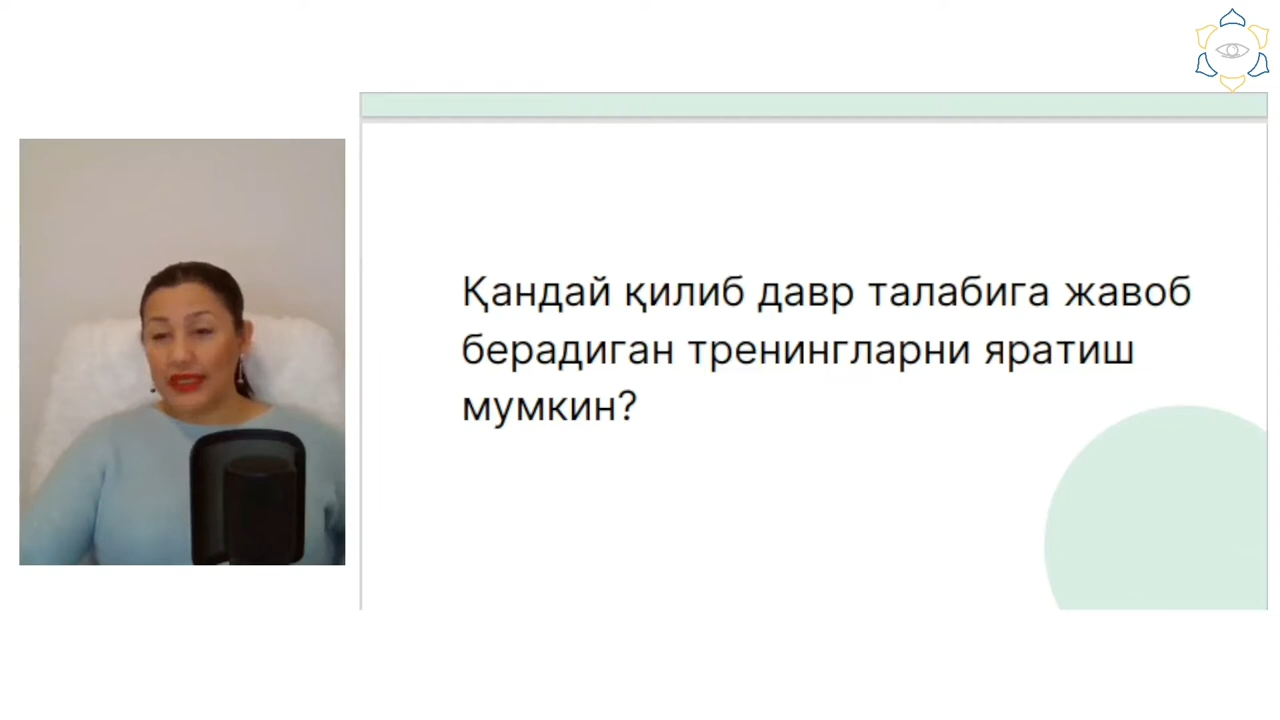 Қандай қилиб давр талабига жавоб
берадиган тренингларни яратиш
мумкин?